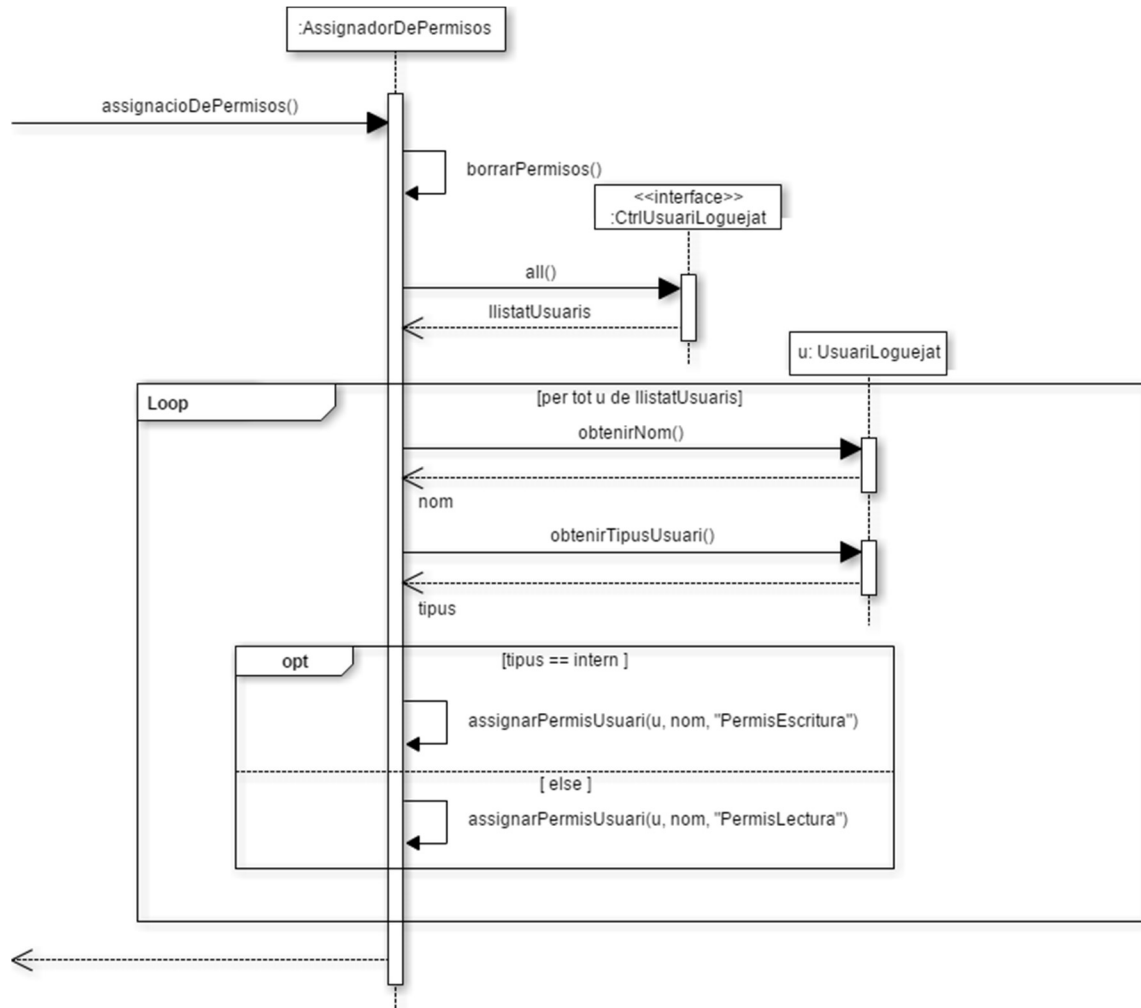 :AssignadorDePermisos
assignacioDePermisos()
borrarPermisos()
<<interface>>
:CtrlUsuariLoguejat
all()
llistatUsuaris
u: UsuariLoguejat
Loop
[per tot u de llistatUsuaris]
obtenirNom()
nom
obtenirTipusUsuari()
tipus
opt
[tipus == intern ]
assignarPermisUsuari(u, nom, "PermisEscritura")
[ else ]
assignarPermisUsuari(u, nom, "PermisLectura")